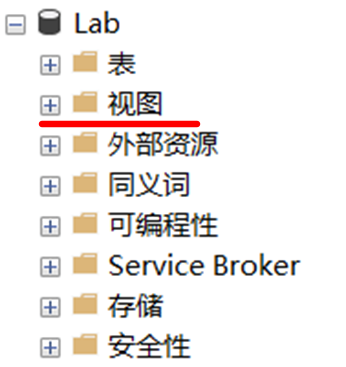 Lab
表
视图
外部资源
同义词
可编程性
Service Broker
存储
安全性